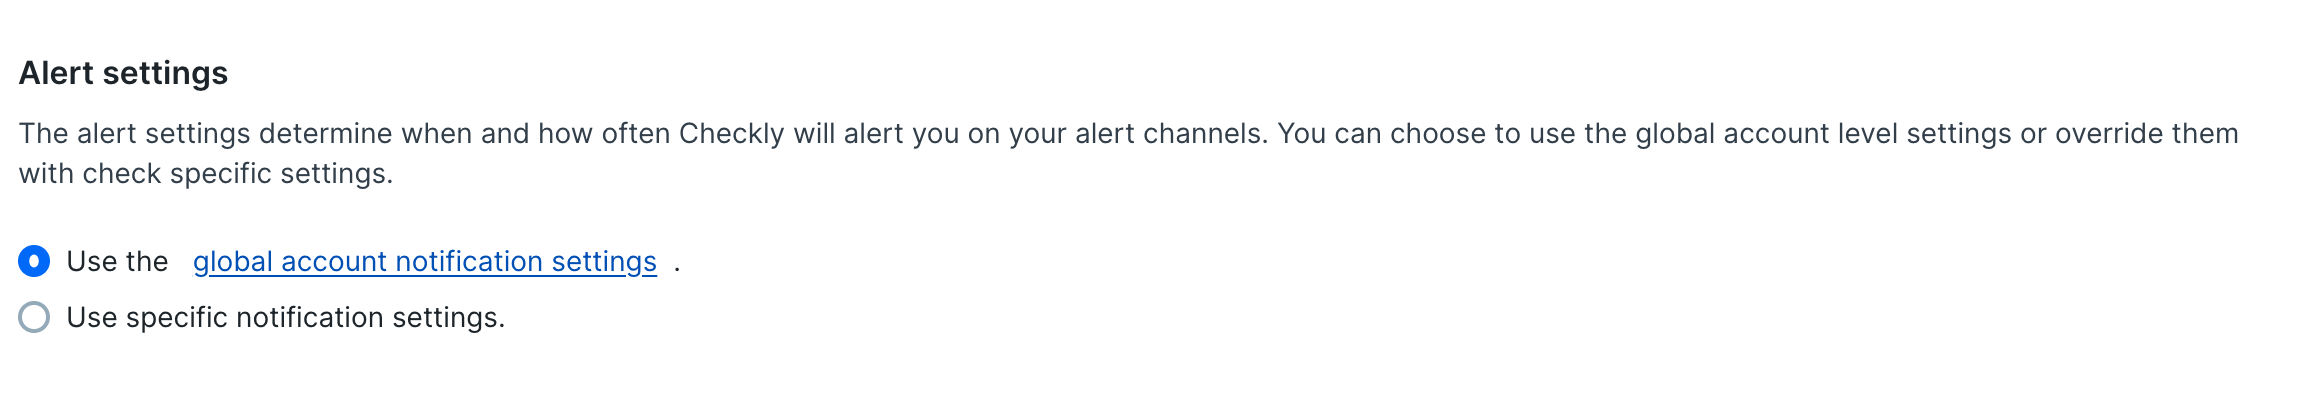 Alert settings
The alert settings determine when and how often Checkly will alert you on your alert channels. You can choose to use the global account level settings or override them
with check specific settings.
Use the global account notification settings .
Use specific notification settings.